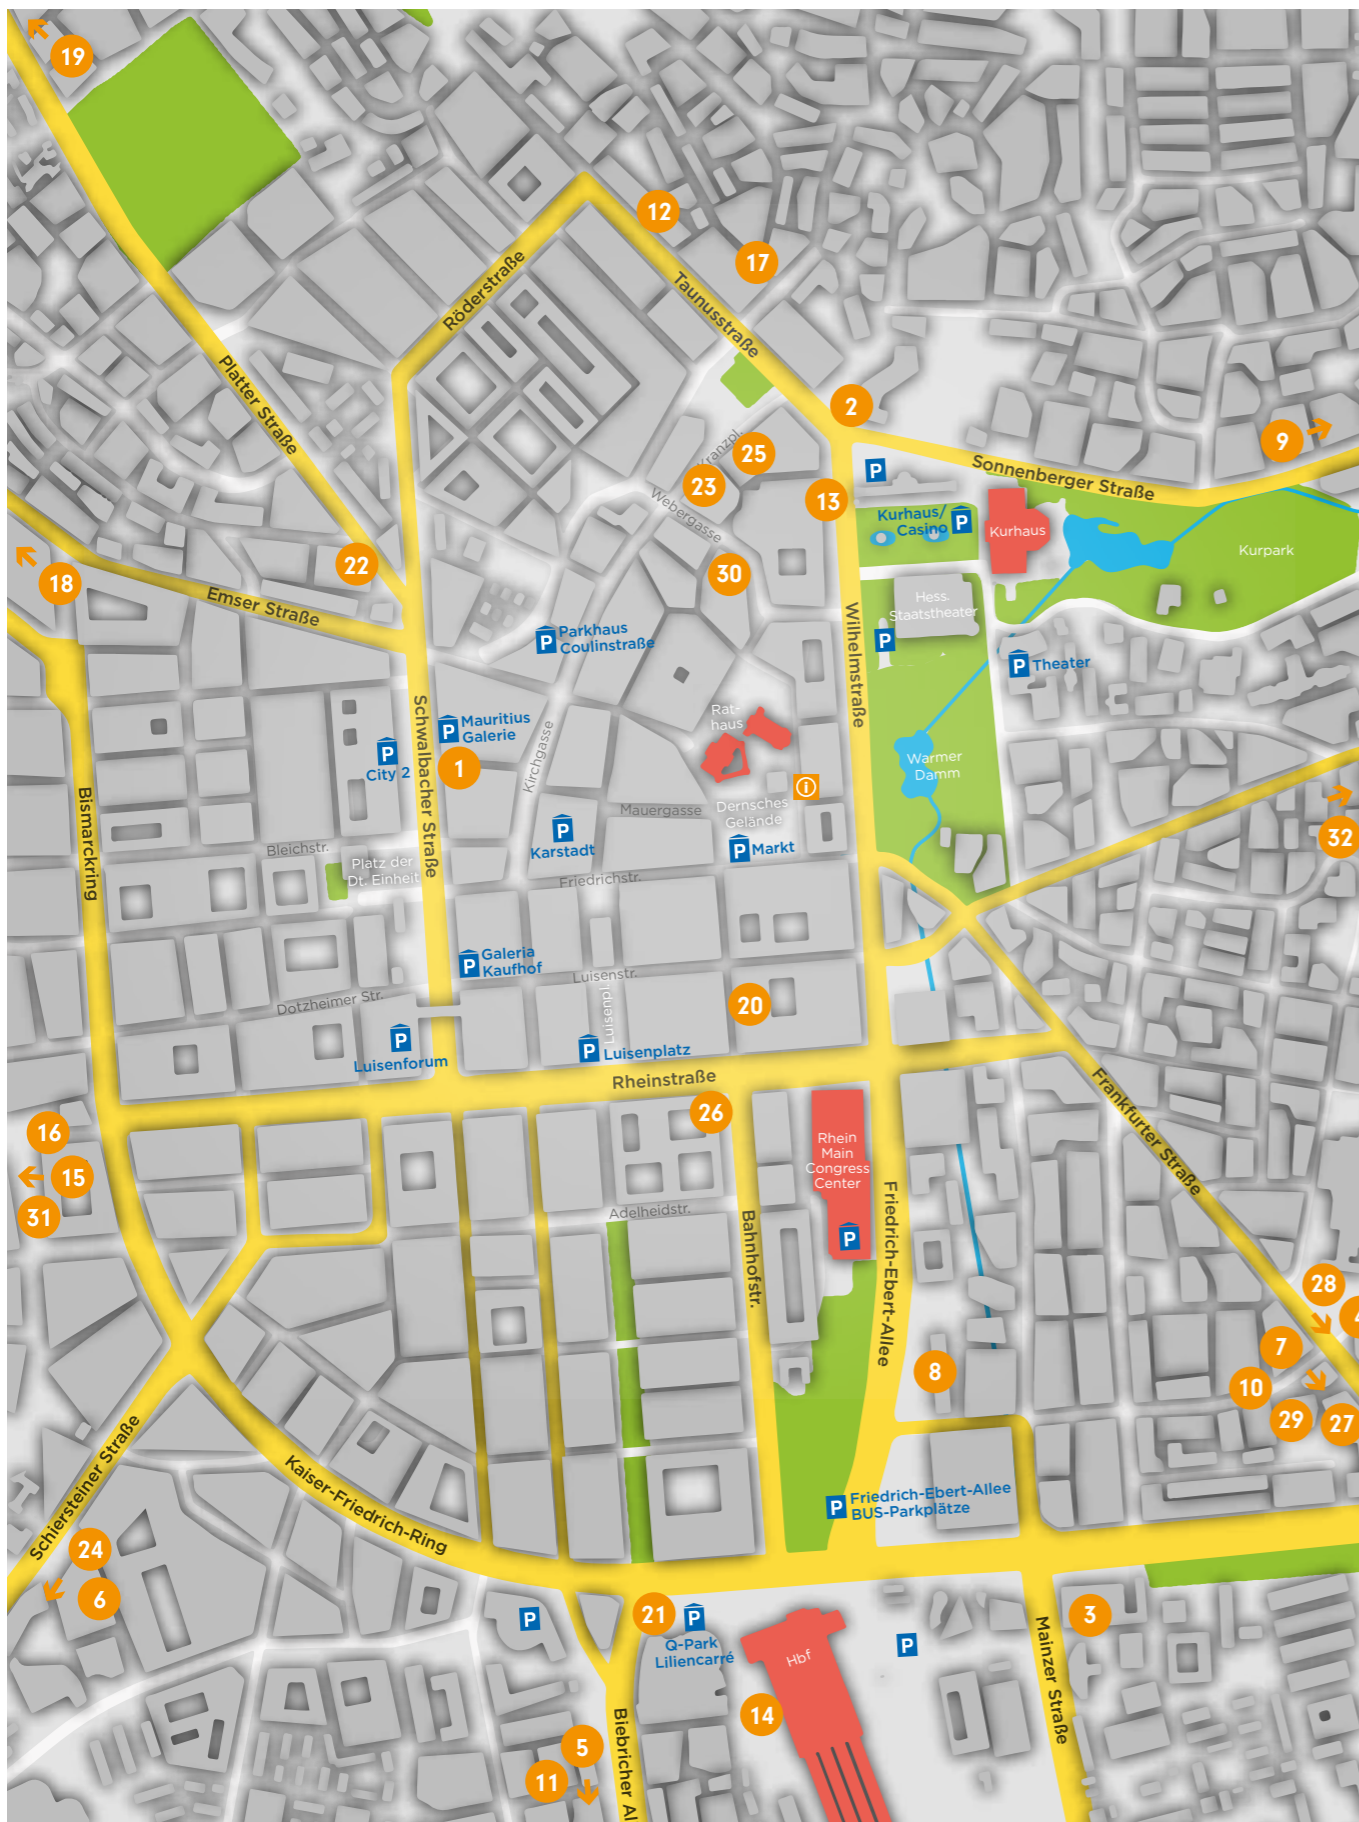 19
12
17
Röderstraße
Taunusstraße
Platter Straße
2
9
Kranzpl.
25
P
Sonnenberger Straße
23
13
Webergasse
Kurhaus/
Casino
P
Kurhaus
Kurpark
22
18
30
Emser Straße
Hess.
Staatstheater
Wilhelmstraße
P
Parkhaus
Coulinstraße
P
P
Theater
Schwalbacher Straße
P
Mauritius
Galerie
Rat-
haus
Kirchgasse
P
City 2
1
Warmer
Damm
i
Bismarckring
Mauergasse
Dernsches
Gelände
32
P
Karstadt
P
Markt
Bleichstr.
Platz der
Dt. Einheit
Friedrichstr.
P
Galeria
Kaufhof
Luisenstr.
Luisenpl.
Dotzheimer Str.
20
P
Luisenforum
P
Luisenplatz
Rheinstraße
Frankfurter Straße
26
16
15
31
Rhein
Main
Congress
Center
P
Adelheidstr.
Bahnhofstr.
Friedrich-Ebert-Allee
28
7
8
10
29
27
Schiersteiner Straße
Kaiser-Friedrich-Ring
P
Friedrich-Ebert-Allee
BUS-Parkplätze
24
6
P
21
P
Q-Park
Liliencarré
Hbf
P
3
Mainzer Straße
14
Biebricher Al
5
11